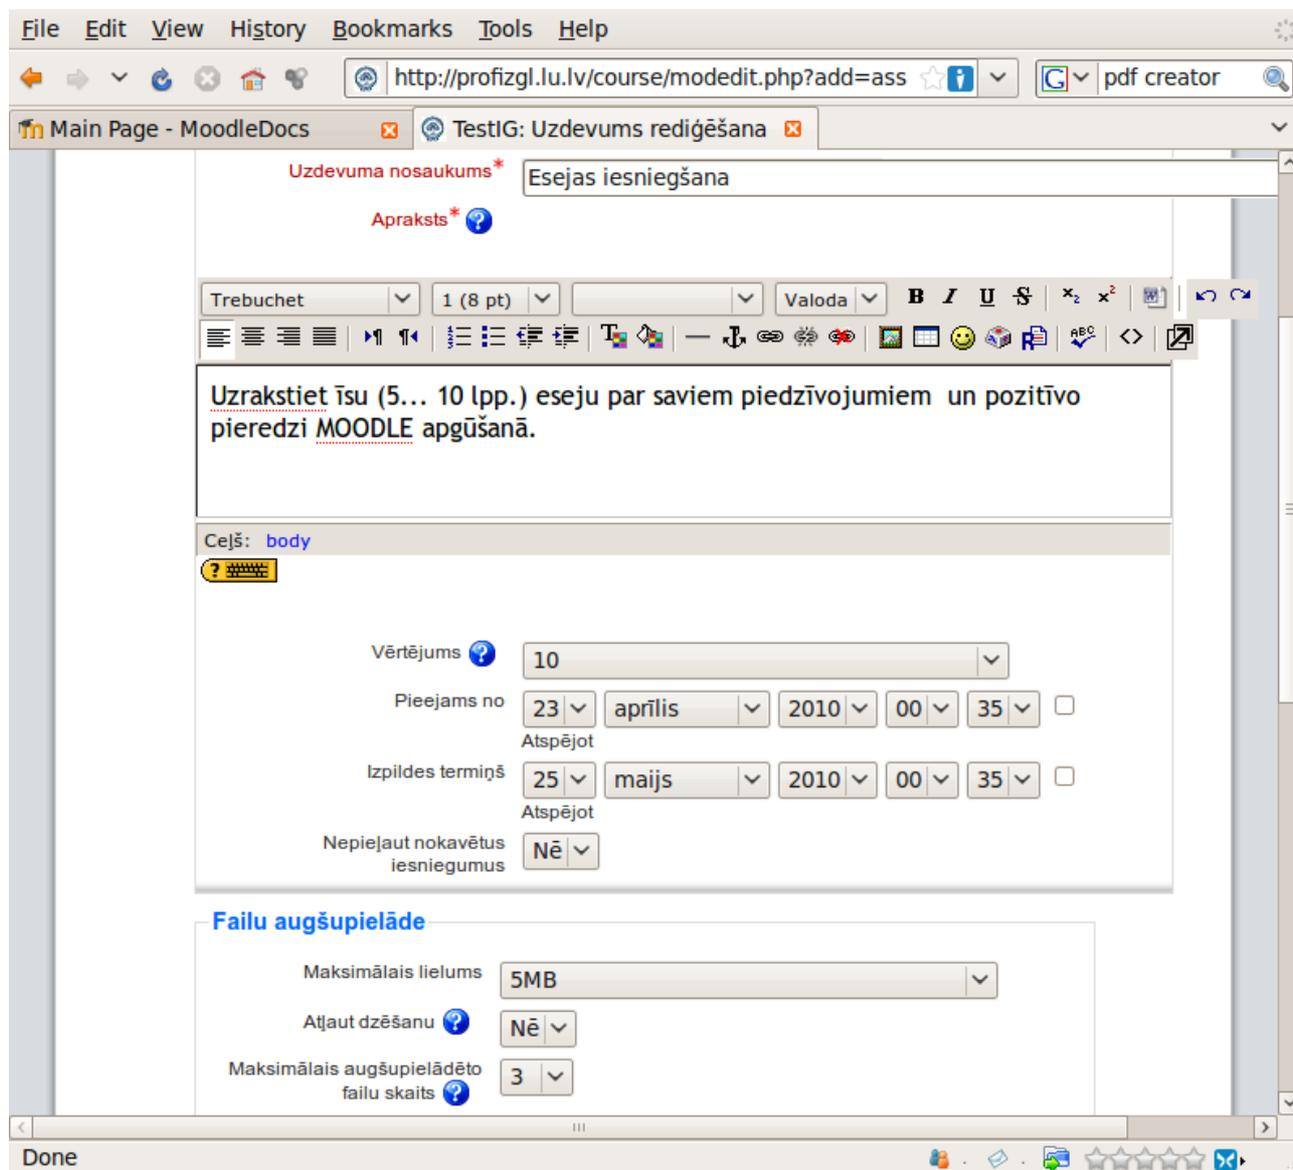 File Edit View History Bookmarks Tools Help
http://profizgl.lu.lv/course/modedit.php?add=ass G pdf creator
Main Page - MoodleDocs TestIG: Uzdevums rediģēšana
Uzdevuma nosaukums* Esejas iesniegšana
Apraksts* ?
Trebuchet 1 (8 pt) Valoda B I U S x₂ x²
ABC <>
Uzrakstiet īsu (5... 10 lpp.) eseju par saviem piedzīvojumiem un pozitīvo
pieredzi MOODLE apgūšanā.
Ceļš: body
?
Vērtējums ? 10
Pieejams no 23 aprīlis 2010 00 35
Atspējot
Izpildes termiņš 25 maijs 2010 00 35
Atspējot
Nepieļaut nokavētus
iesniegumus Nē
Failu augšupielāde
Maksimālais lielums 5MB
Atļaut dzēšanu ? Nē
Maksimālais augšupielādēto
failu skaits ? 3
Done